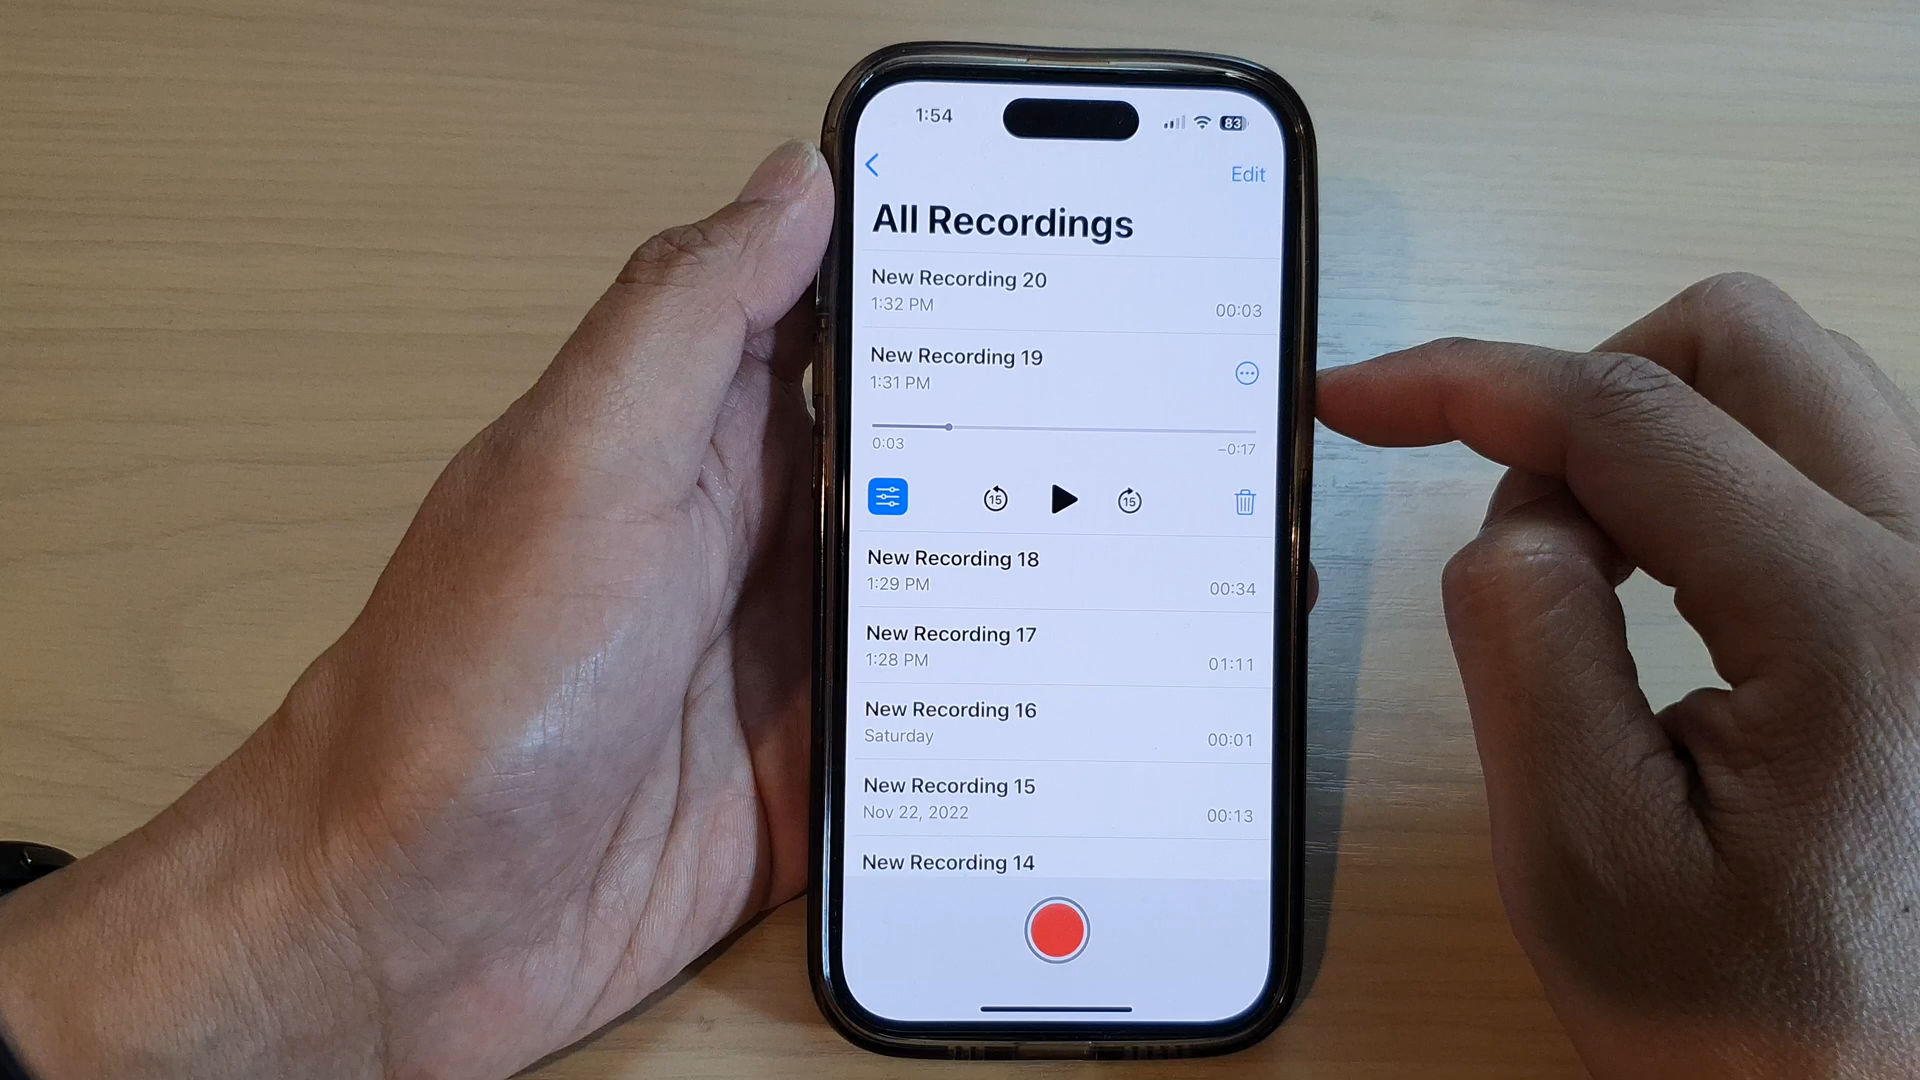 1:54
83
Edit
All Recordings
New Recording 20
1:32 PM
00:03
New Recording 19
1:31 PM
0:03
-0:17
15
15
New Recording 18
1:29 PM
00:34
New Recording 17
1:28 PM
01:11
New Recording 16
Saturday
00:01
New Recording 15
Nov 22, 2022
00:13
New Recording 14